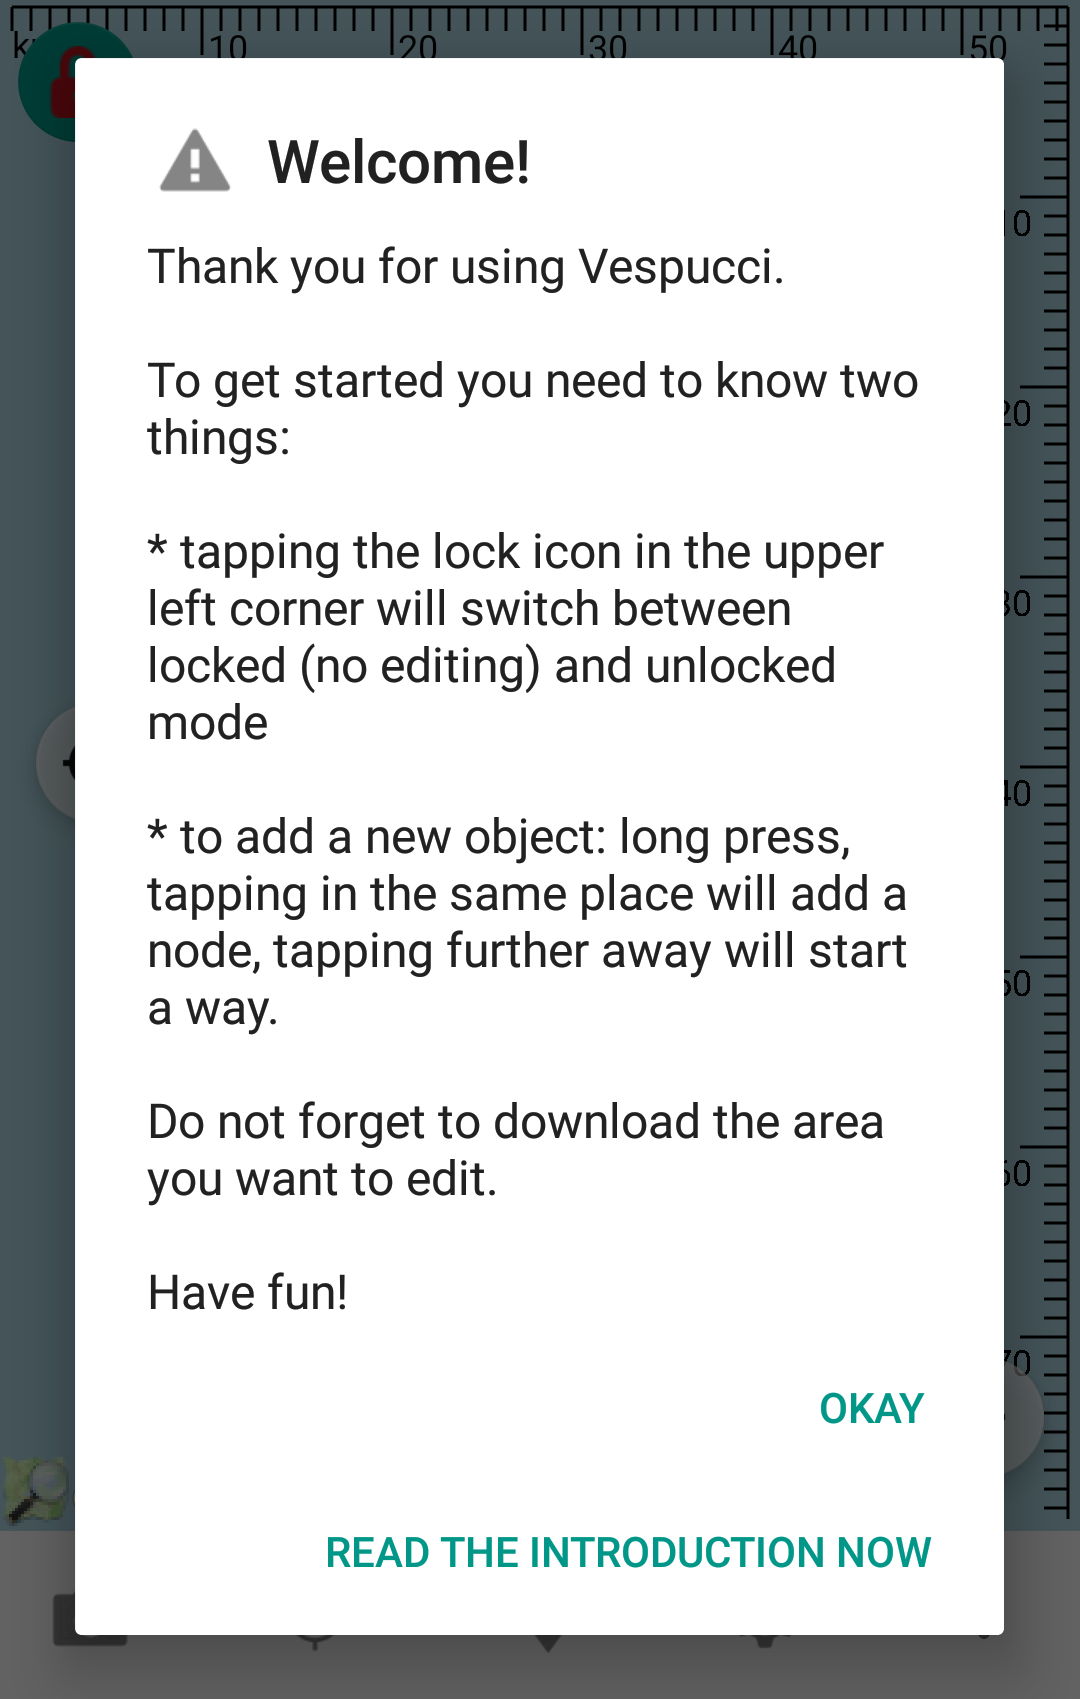 10
20
30
40
50
Welcome!
Thank you for using Vespucci.
To get started you need to know two
things:
* tapping the lock icon in the upper
left corner will switch between
locked (no editing) and unlocked
mode
* to add a new object: long press,
tapping in the same place will add a
node, tapping further away will start
a way.
Do not forget to download the area
you want to edit.
Have fun!
OKAY
READ THE INTRODUCTION NOW